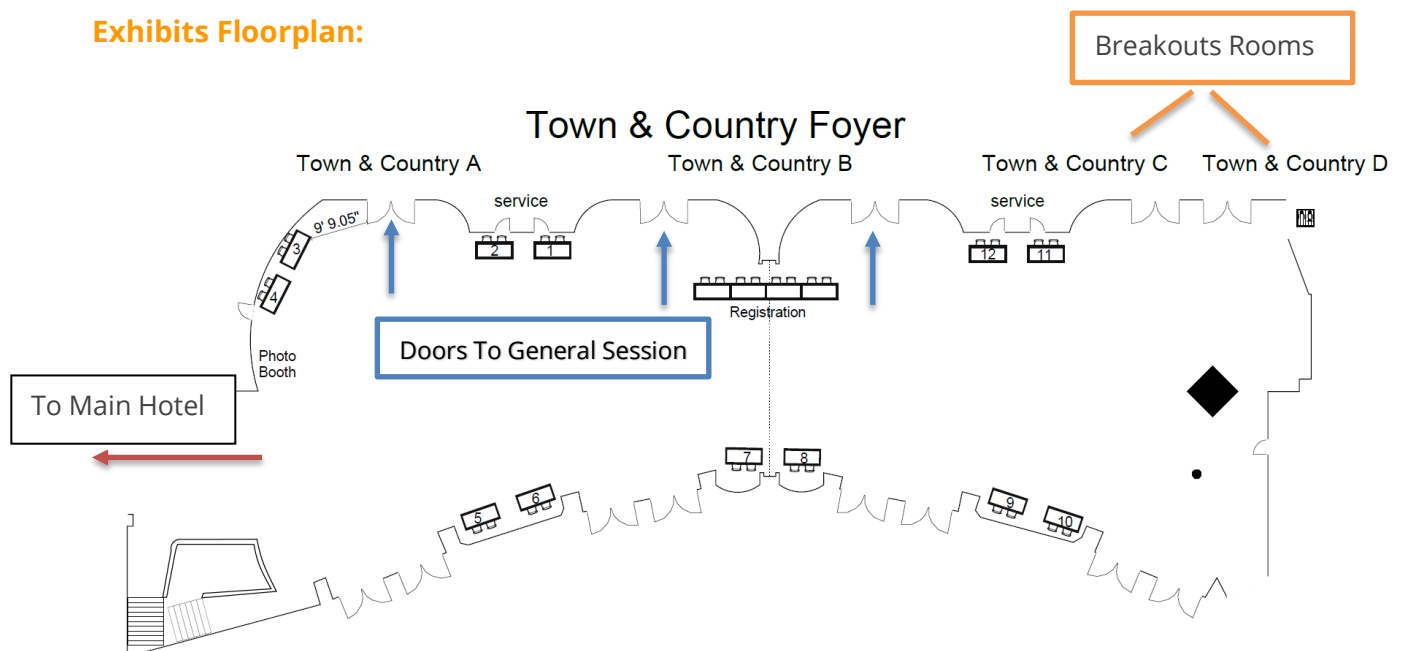 Exhibits Floorplan:
Breakouts Rooms
Town & Country Foyer
Town & Country A
Town & Country B
Town & Country C
Town & Country D
service
service
9' 9.05"
3
4
2
1
12
11
Registration
Doors To General Session
Photo
Booth
To Main Hotel
7
8
6
5
9
10